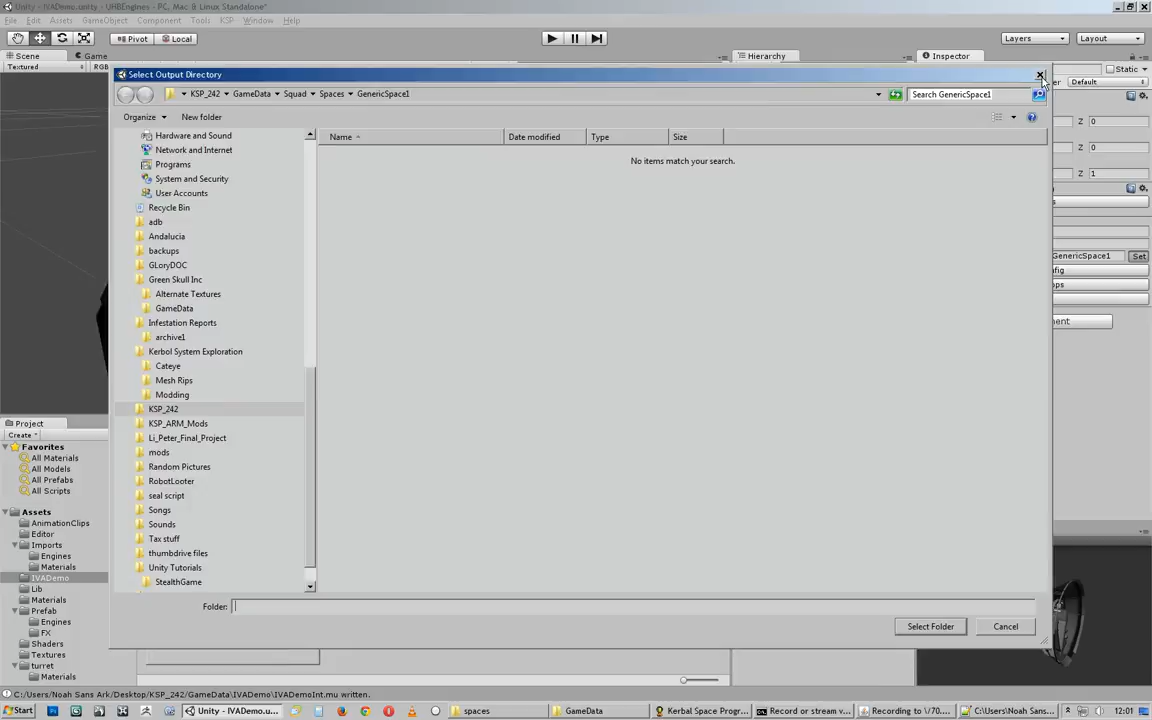 Unity - IVADemo.unity - UHBEngines - PC, Mac & Linux Standalone*
File Edit Assets GameObject Component Tools KSP Window Help
Pivot Local Layers Layout
Scene Game Hierarchy Inspector
Textured RGB Static
Select Output Directory
Default
KSP_242 GameData Squad Spaces GenericSpace1 Search GenericSpace1
Organize New folder
Name Date modified Type Size
No items match your search.
Z 0
Z 0
Z 1
Hardware and Sound
Network and Internet
Programs
System and Security
User Accounts
Recycle Bin
adb
Andalucia
backups
GLoryDOC
Green Skull Inc
Alternate Textures
GameData
Infestation Reports
archive1
Kerbol System Exploration
Cateye
Mesh Rips
Modding
KSP_242
KSP_ARM_Mods
Li_Peter_Final_Project
mods
Random Pictures
RobotLooter
seal script
Songs
Sounds
Tax stuff
thumbdrive files
Unity Tutorials
StealthGame
GenericSpace1 Set
fig
ops
ent
Folder:
Select Folder Cancel
Project
Create
Favorites
All Materials
All Models
All Prefabs
All Scripts
Assets
AnimationClips
Editor
Imports
Engines
Materials
IVADemo
Lib
Materials
Prefab
Engines
FX
Shaders
Textures
turret
Materials
C:/Users/Noah Sans Ark/Desktop/KSP_242/GameData/IVADemo/IVADemoInt.mu written.
Start Unity - IVADemo.u... spaces GameData Kerbal Space Progr... Record or stream v... Recording to \/70... C:\Users\Noah Sans... 12:01